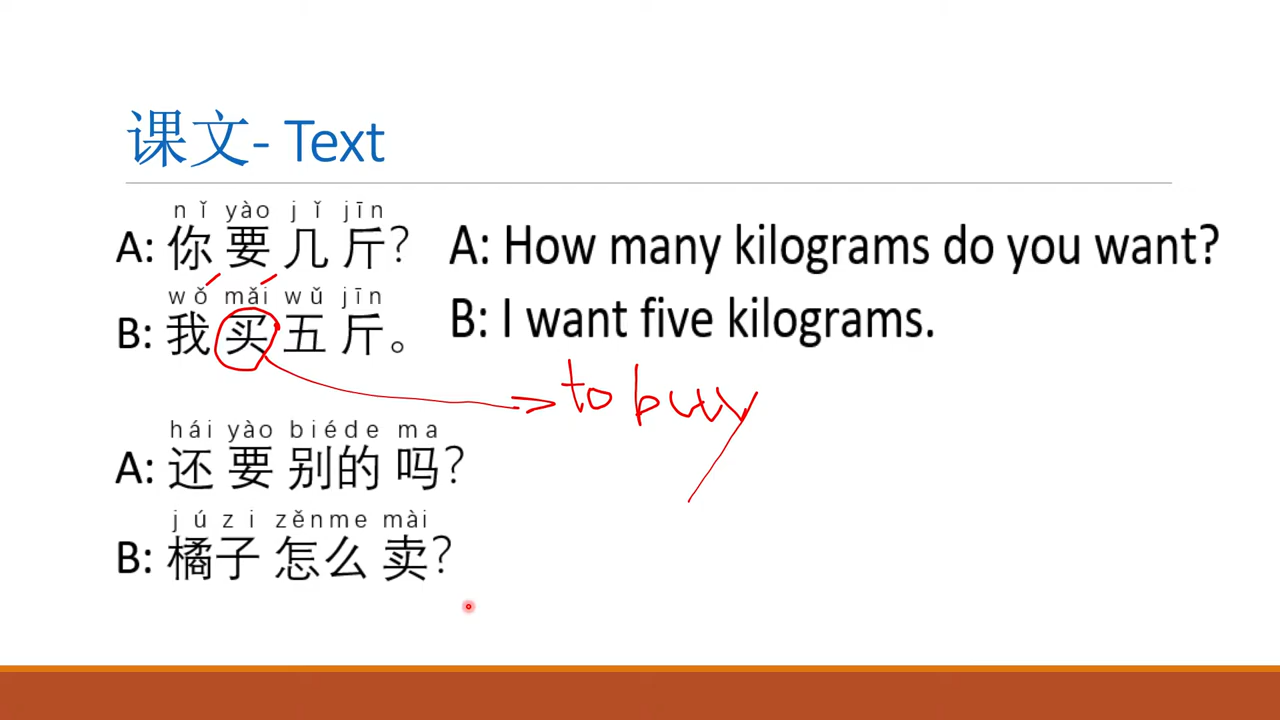 课文- Text
nǐ yào jǐ jīn
A: 你要几斤?
wǒ mǎi wǔ jīn
B: 我买五斤。
A: How many kilograms do you want?
B: I want five kilograms.
to buy
hái yào biéde ma
A: 还要别的吗?
júzi zěnme mài
B: 橘子怎么卖?